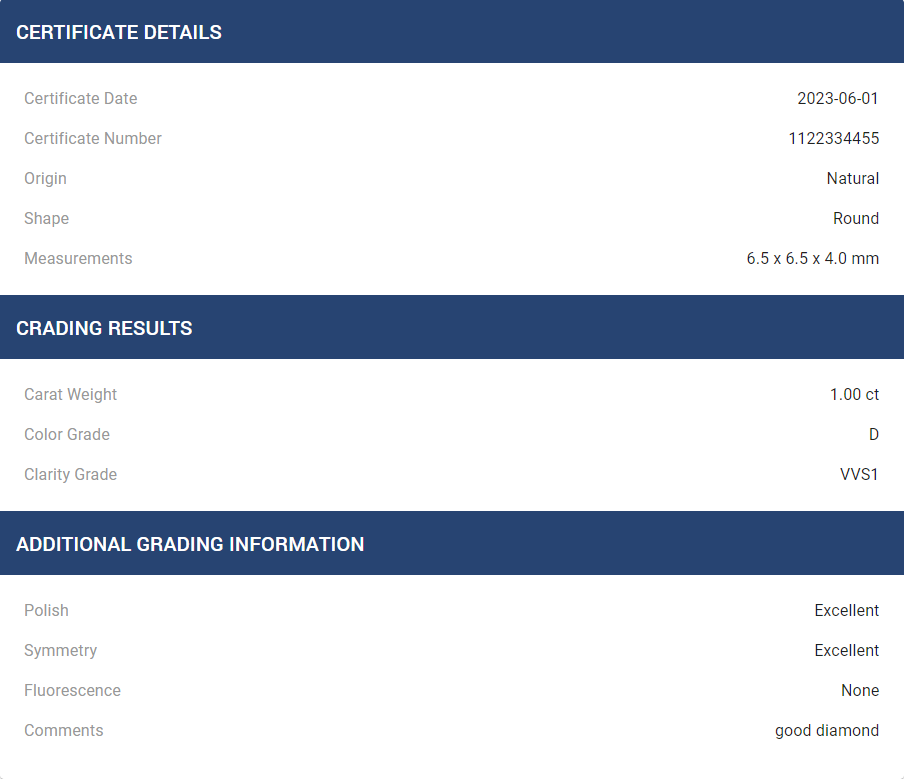 CERTIFICATE DETAILS
Certificate Date 2023-06-01
Certificate Number 1122334455
Origin Natural
Shape Round
Measurements 6.5 x 6.5 x 4.0 mm
CRADING RESULTS
Carat Weight 1.00 ct
Color Grade D
Clarity Grade VVS1
ADDITIONAL GRADING INFORMATION
Polish Excellent
Symmetry Excellent
Fluorescence None
Comments good diamond